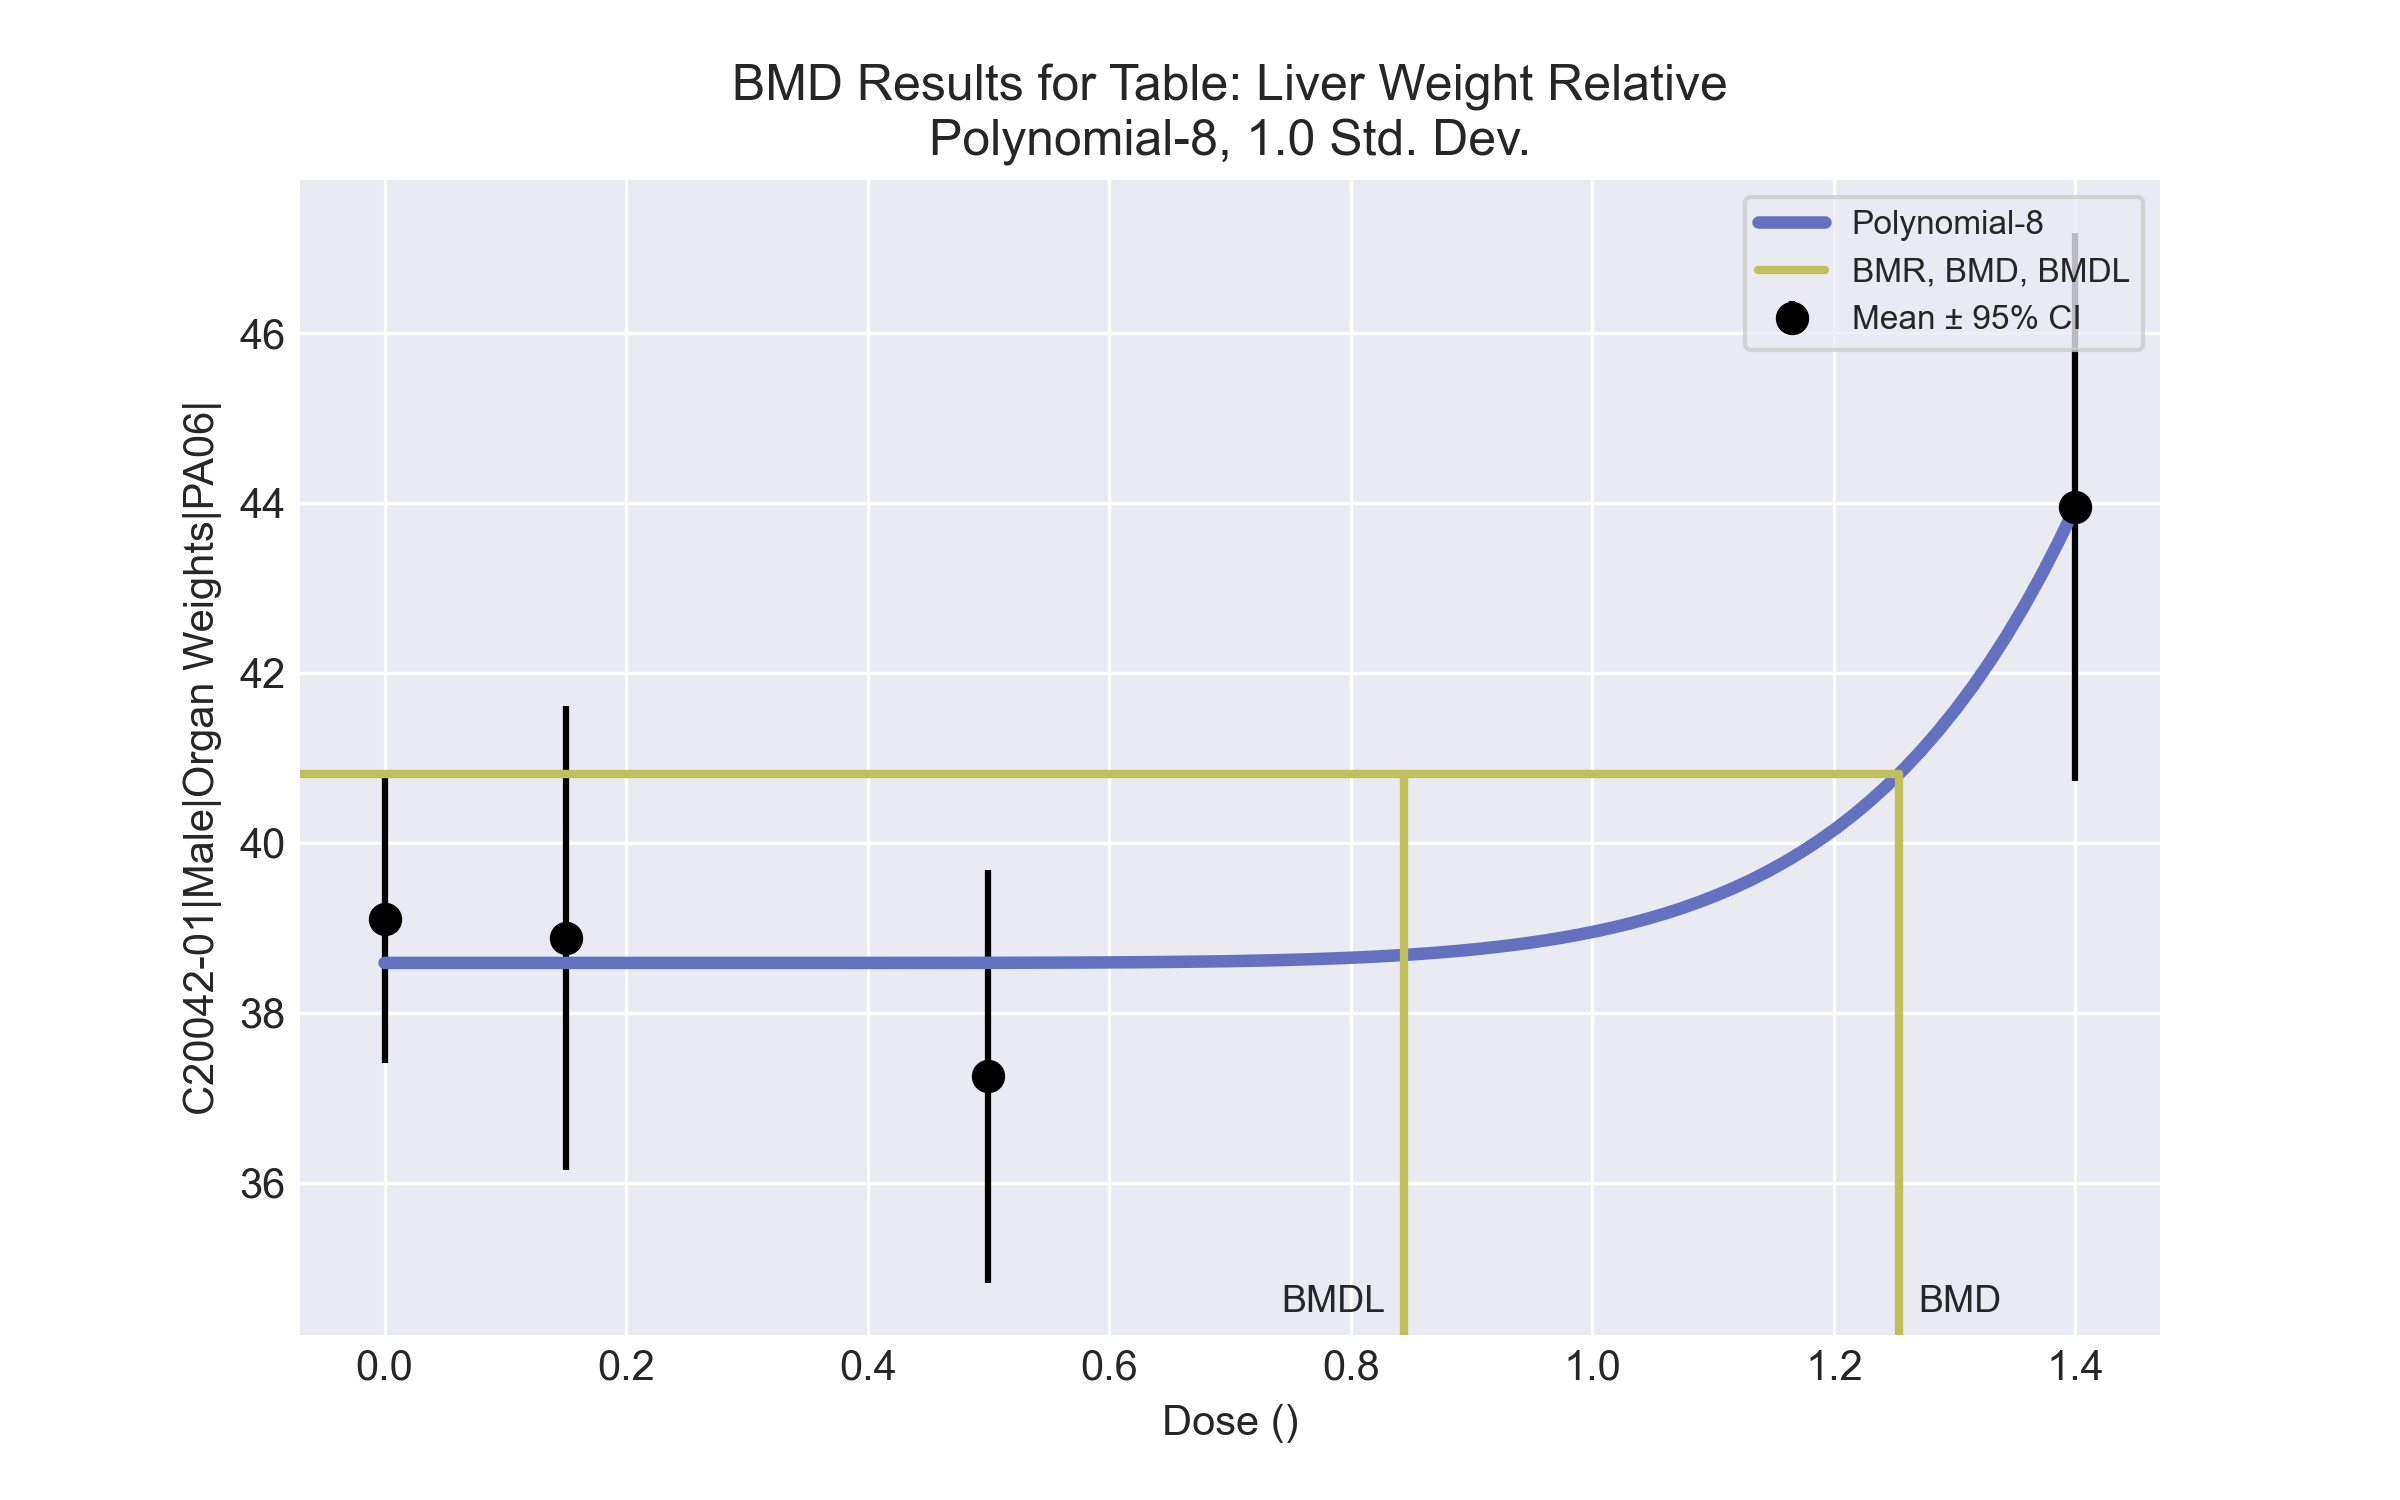 BMD Results for Table: Liver Weight Relative
Polynomial-8, 1.0 Std. Dev.
Polynomial-8
BMR, BMD, BMDL
Mean ± 95% CI
C20042-01|Male|Organ Weights|PA06|
46
44
42
40
38
36
BMDL
BMD
0.0 0.2 0.4 0.6 0.8 1.0 1.2 1.4
Dose ()